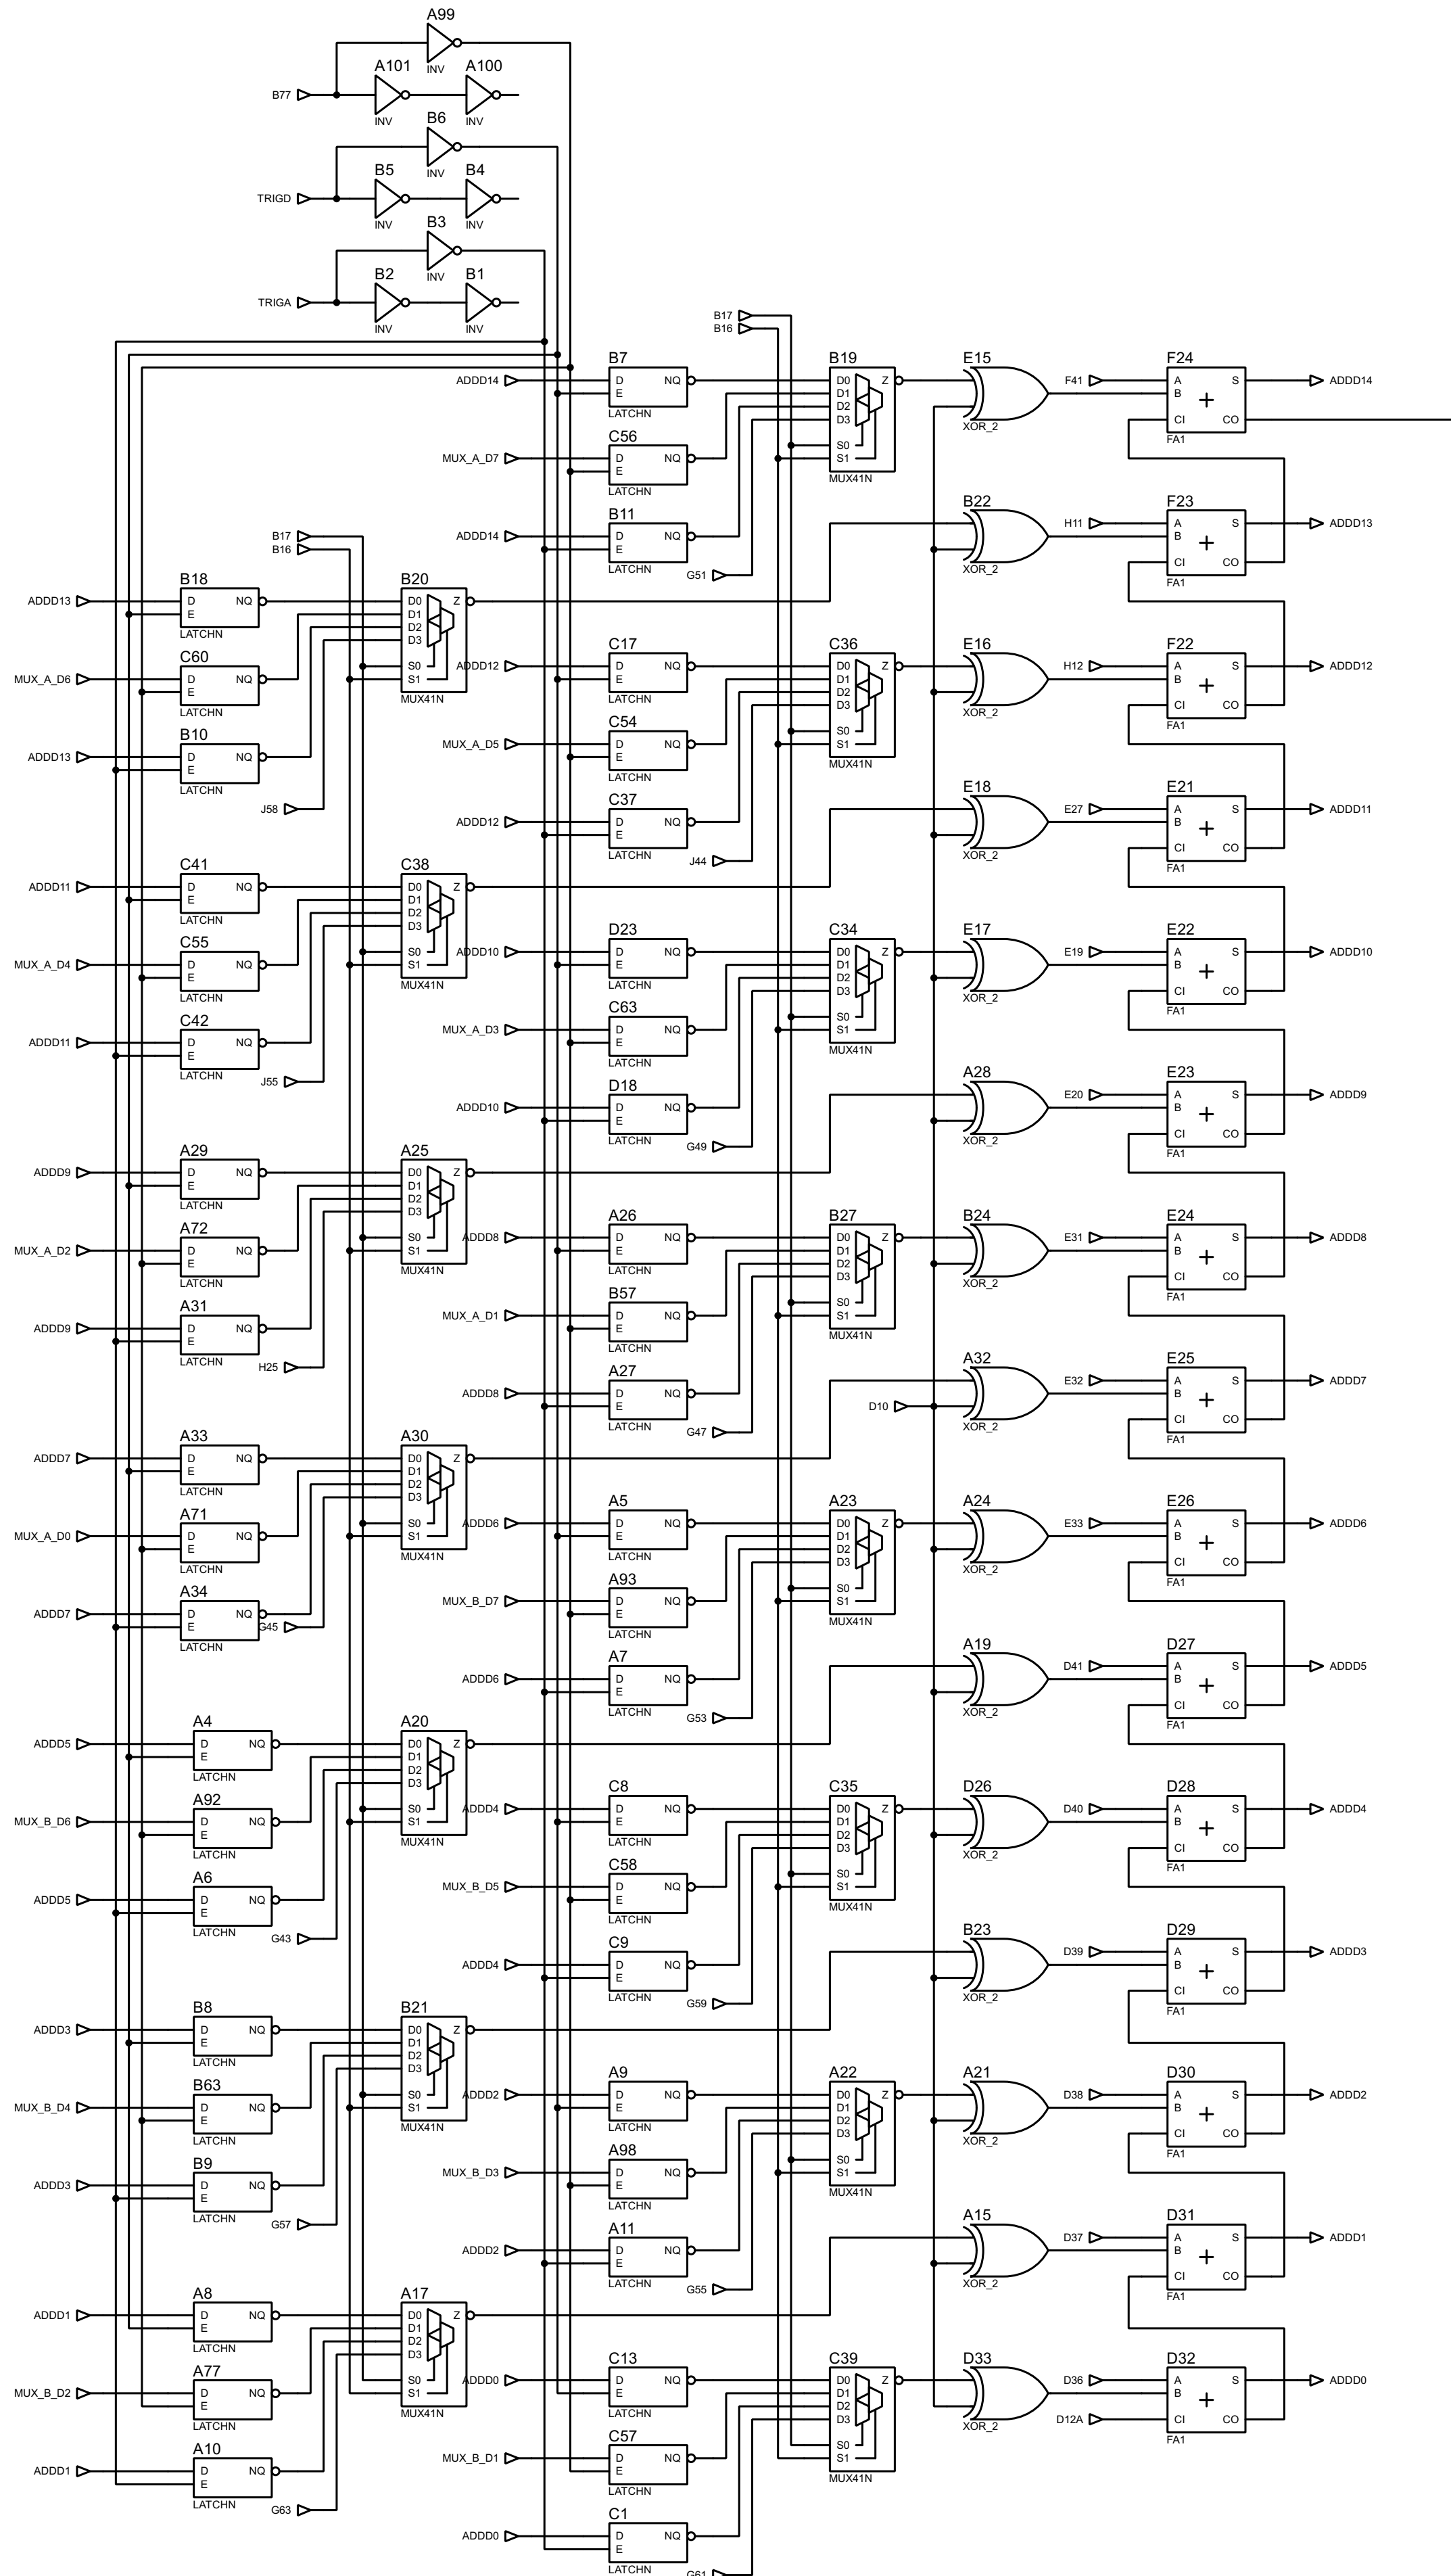 A99
INV
A101
A100
B77
INV
INV
B6
INV
B5
B4
TRIGD
INV
INV
B3
INV
B2
B1
TRIGA
INV
INV
B17
B16
ADDD14
B7
D NQ
E
LATCHN
MUX_A_D7
C56
D NQ
E
LATCHN
ADDD14
B11
D NQ
E
LATCHN
G51
B19
D0 Z
D1
D2
D3
S0
S1
MUX41N
E15
XOR_2
F41
F24
A S
B
CI CO
+
FA1
ADDD14
B17
B16
ADDD13
B18
D NQ
E
LATCHN
MUX_A_D6
C60
D NQ
E
LATCHN
ADDD13
B10
D NQ
E
LATCHN
J58
B20
D0 Z
D1
D2
D3
S0
S1
MUX41N
B22
XOR_2
H11
F23
A S
B
CI CO
+
FA1
ADDD13
ADDD12
C17
D NQ
E
LATCHN
MUX_A_D5
C54
D NQ
E
LATCHN
ADDD12
C37
D NQ
E
LATCHN
J44
C36
D0 Z
D1
D2
D3
S0
S1
MUX41N
E16
XOR_2
H12
F22
A S
B
CI CO
+
FA1
ADDD12
ADDD11
C41
D NQ
E
LATCHN
MUX_A_D4
C55
D NQ
E
LATCHN
ADDD11
C42
D NQ
E
LATCHN
J55
C38
D0 Z
D1
D2
D3
S0
S1
MUX41N
E18
XOR_2
E27
E21
A S
B
CI CO
+
FA1
ADDD11
ADDD10
D23
D NQ
E
LATCHN
MUX_A_D3
C63
D NQ
E
LATCHN
ADDD10
D18
D NQ
E
LATCHN
G49
C34
D0 Z
D1
D2
D3
S0
S1
MUX41N
E17
XOR_2
E19
E22
A S
B
CI CO
+
FA1
ADDD10
ADDD9
A29
D NQ
E
LATCHN
MUX_A_D2
A72
D NQ
E
LATCHN
ADDD9
A31
D NQ
E
LATCHN
H25
A25
D0 Z
D1
D2
D3
S0
S1
MUX41N
A28
XOR_2
E20
E23
A S
B
CI CO
+
FA1
ADDD9
ADDD8
A26
D NQ
E
LATCHN
MUX_A_D1
B57
D NQ
E
LATCHN
ADDD8
A27
D NQ
E
LATCHN
G47
B27
D0 Z
D1
D2
D3
S0
S1
MUX41N
B24
XOR_2
E31
E24
A S
B
CI CO
+
FA1
ADDD8
ADDD7
A33
D NQ
E
LATCHN
MUX_A_D0
A71
D NQ
E
LATCHN
ADDD7
A34
D NQ
E
LATCHN
G45
A30
D0 Z
D1
D2
D3
S0
S1
MUX41N
D10
A32
XOR_2
E32
E25
A S
B
CI CO
+
FA1
ADDD7
ADDD6
A5
D NQ
E
LATCHN
MUX_B_D7
A93
D NQ
E
LATCHN
ADDD6
A7
D NQ
E
LATCHN
G53
A23
D0 Z
D1
D2
D3
S0
S1
MUX41N
A24
XOR_2
E33
E26
A S
B
CI CO
+
FA1
ADDD6
ADDD5
A4
D NQ
E
LATCHN
MUX_B_D6
A92
D NQ
E
LATCHN
ADDD5
A6
D NQ
E
LATCHN
G43
A20
D0 Z
D1
D2
D3
S0
S1
MUX41N
A19
XOR_2
D41
D27
A S
B
CI CO
+
FA1
ADDD5
ADDD4
C8
D NQ
E
LATCHN
MUX_B_D5
C58
D NQ
E
LATCHN
ADDD4
C9
D NQ
E
LATCHN
G59
C35
D0 Z
D1
D2
D3
S0
S1
MUX41N
D26
XOR_2
D40
D28
A S
B
CI CO
+
FA1
ADDD4
ADDD3
B8
D NQ
E
LATCHN
MUX_B_D4
B63
D NQ
E
LATCHN
ADDD3
B9
D NQ
E
LATCHN
G57
B21
D0 Z
D1
D2
D3
S0
S1
MUX41N
B23
XOR_2
D39
D29
A S
B
CI CO
+
FA1
ADDD3
ADDD2
A9
D NQ
E
LATCHN
MUX_B_D3
A98
D NQ
E
LATCHN
ADDD2
A11
D NQ
E
LATCHN
G55
A22
D0 Z
D1
D2
D3
S0
S1
MUX41N
A21
XOR_2
D38
D30
A S
B
CI CO
+
FA1
ADDD2
ADDD1
A8
D NQ
E
LATCHN
MUX_B_D2
A77
D NQ
E
LATCHN
ADDD1
A10
D NQ
E
LATCHN
G63
A17
D0 Z
D1
D2
D3
S0
S1
MUX41N
A15
XOR_2
D37
D31
A S
B
CI CO
+
FA1
ADDD1
ADDD0
C13
D NQ
E
LATCHN
MUX_B_D1
C57
D NQ
E
LATCHN
ADDD0
C1
D NQ
E
LATCHN
G61
C39
D0 Z
D1
D2
D3
S0
S1
MUX41N
D33
XOR_2
D36
D12A
D32
A S
B
CI CO
+
FA1
ADDD0